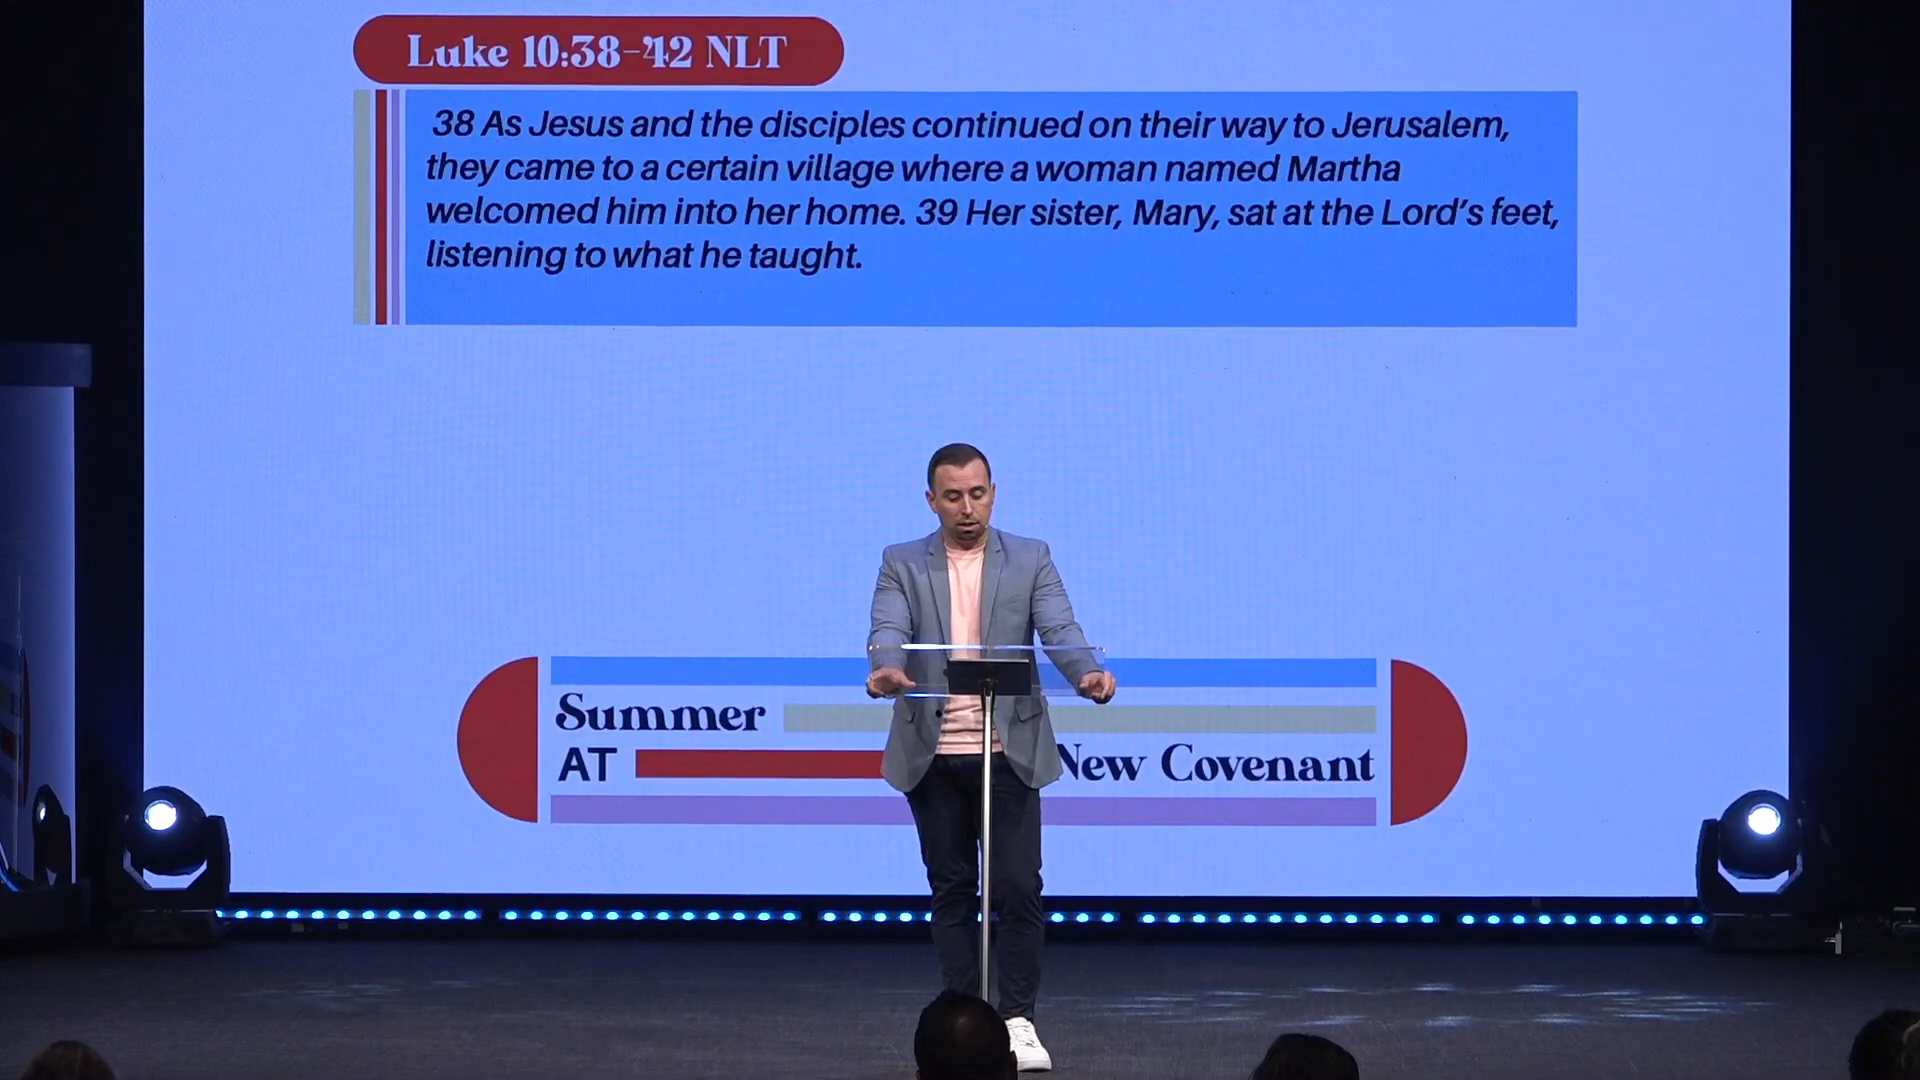 Luke 10:38-42 NLT
38 As Jesus and the disciples continued on their way to Jerusalem,
they came to a certain village where a woman named Martha
welcomed him into her home. 39 Her sister, Mary, sat at the Lord’s feet,
listening to what he taught.
Summer
AT New Covenant